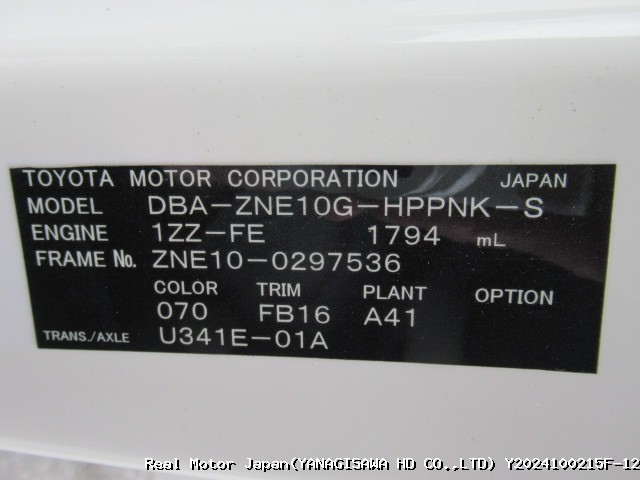 TOYOTA MOTOR CORPORATION JAPAN
MODEL DBA-ZNE10G-HPPNK-S
ENGINE 1ZZ-FE 1794 mL
FRAME No. ZNE10-0297536
COLOR TRIM PLANT OPTION
070 FB16 A41
TRANS./AXLE U341E-01A
Real Motor Japan(YANAGISAWA HD CO.,LTD) Y2024100215F-12